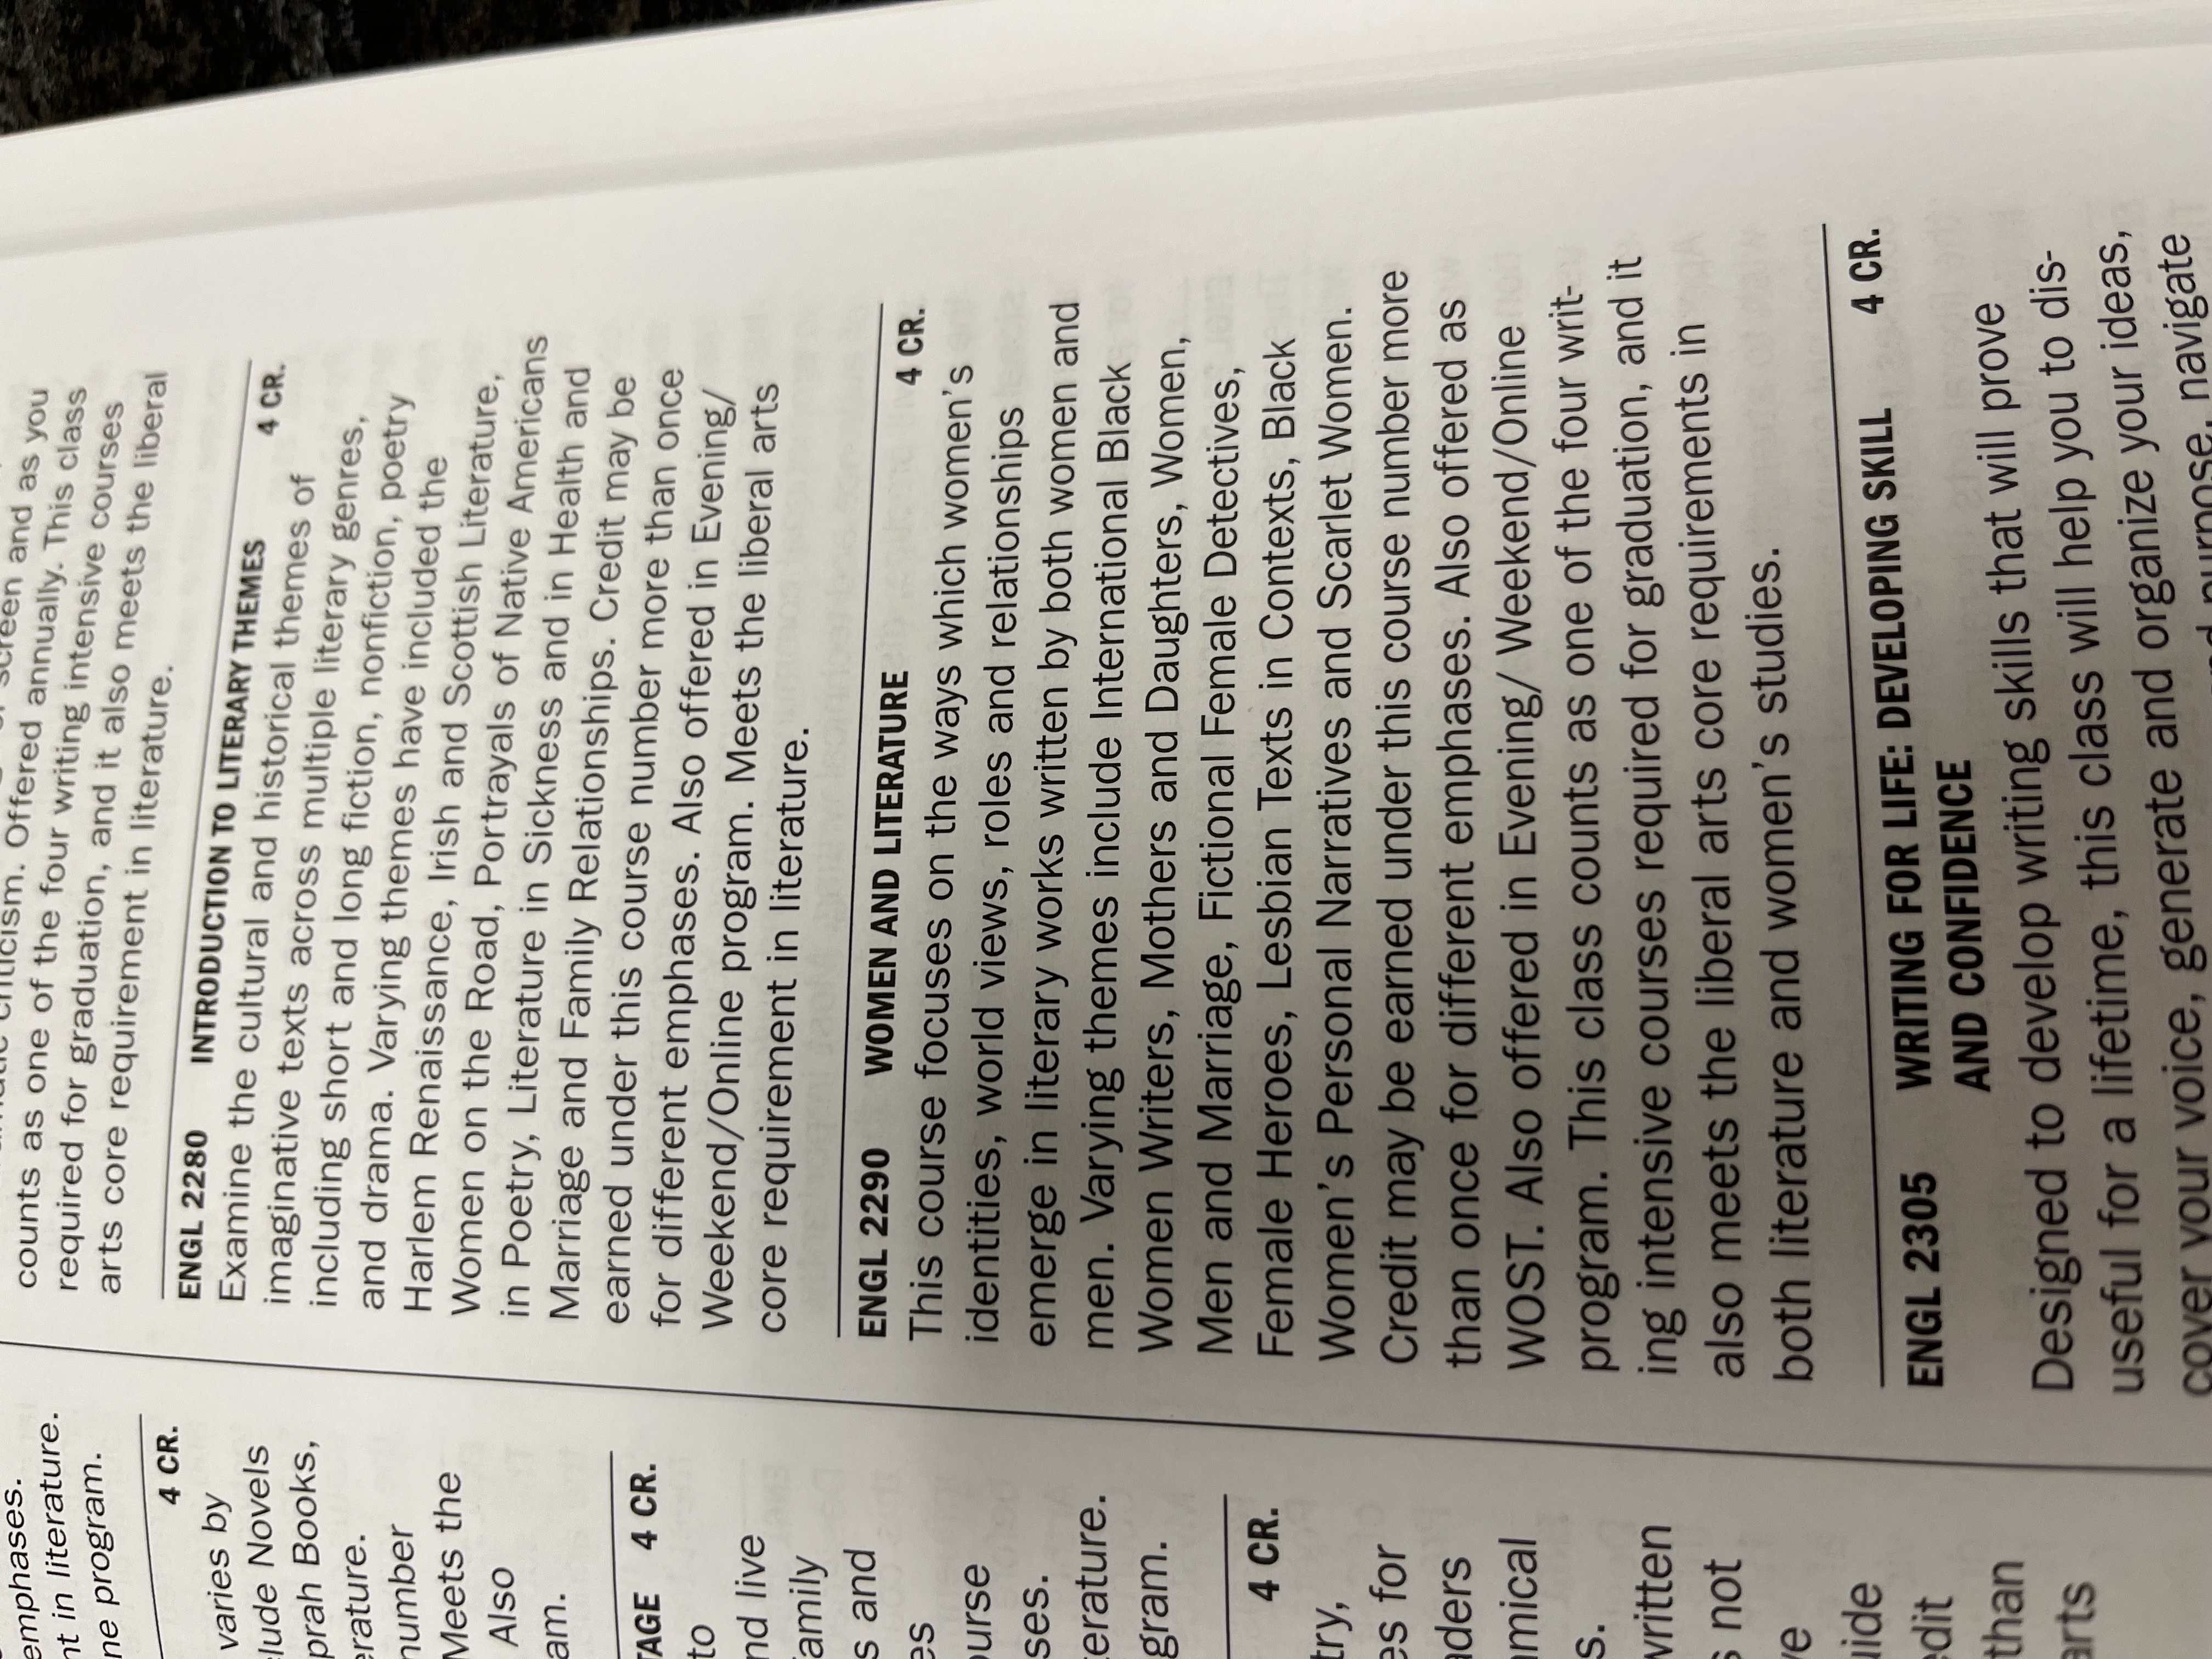 emphases.
nt in literature.
ne program.
4 CR.
varies by
lude Novels
prah Books,
erature.
number
Meets the
Also
am.
TAGE 4 CR.
to
nd live
family
s and
es
ourse
ses.
terature.
gram.
4 CR.
try,
es for
aders
mical
s.
written
s not
ve
uide
edit
than
arts
criticism. Offered annually. This class
screen and as you
counts as one of the four writing intensive courses
required for graduation, and it also meets the liberal
arts core requirement in literature.
ENGL 2280 INTRODUCTION TO LITERARY THEMES 4 CR.
Examine the cultural and historical themes of
imaginative texts across multiple literary genres,
including short and long fiction, nonfiction, poetry
and drama. Varying themes have included the
Harlem Renaissance, Irish and Scottish Literature,
Women on the Road, Portrayals of Native Americans
in Poetry, Literature in Sickness and in Health and
Marriage and Family Relationships. Credit may be
earned under this course number more than once
for different emphases. Also offered in Evening/
Weekend/Online program. Meets the liberal arts
core requirement in literature.
ENGL 2290 WOMEN AND LITERATURE 4 CR.
This course focuses on the ways which women's
identities, world views, roles and relationships
emerge in literary works written by both women and
men. Varying themes include International Black
Women Writers, Mothers and Daughters, Women,
Men and Marriage, Fictional Female Detectives,
Female Heroes, Lesbian Texts in Contexts, Black
Women's Personal Narratives and Scarlet Women.
Credit may be earned under this course number more
than once for different emphases. Also offered as
WOST. Also offered in Evening/ Weekend/Online
program. This class counts as one of the four writ-
ing intensive courses required for graduation, and it
also meets the liberal arts core requirements in
both literature and women's studies.
ENGL 2305 WRITING FOR LIFE: DEVELOPING SKILL 4 CR.
AND CONFIDENCE
Designed to develop writing skills that will prove
useful for a lifetime, this class will help you to dis-
cover your voice, generate and organize your ideas,
purpose, navigate